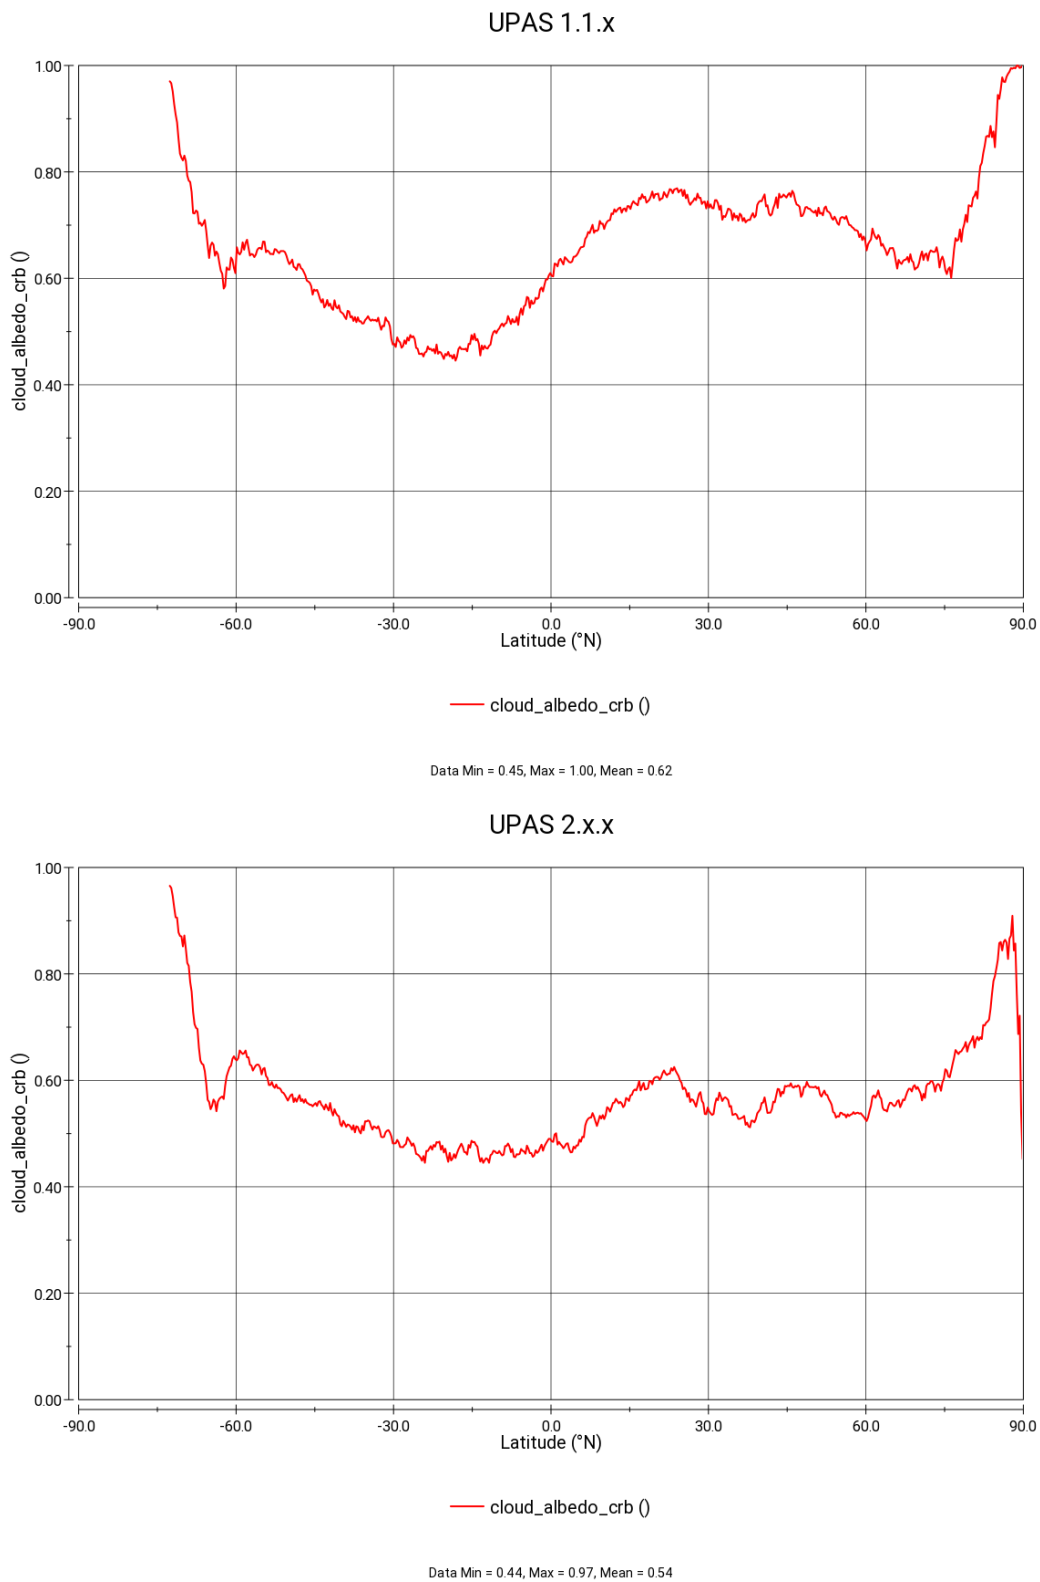 UPAS 1.1.x
1.00
0.80
0.60
0.40
0.20
0.00
cloud_albedo_crb ()
-90.0 -60.0 -30.0 0.0 30.0 60.0 90.0
Latitude (°N)
cloud_albedo_crb ()
Data Min = 0.45, Max = 1.00, Mean = 0.62
UPAS 2.x.x
1.00
0.80
0.60
0.40
0.20
0.00
cloud_albedo_crb ()
-90.0 -60.0 -30.0 0.0 30.0 60.0 90.0
Latitude (°N)
cloud_albedo_crb ()
Data Min = 0.44, Max = 0.97, Mean = 0.54